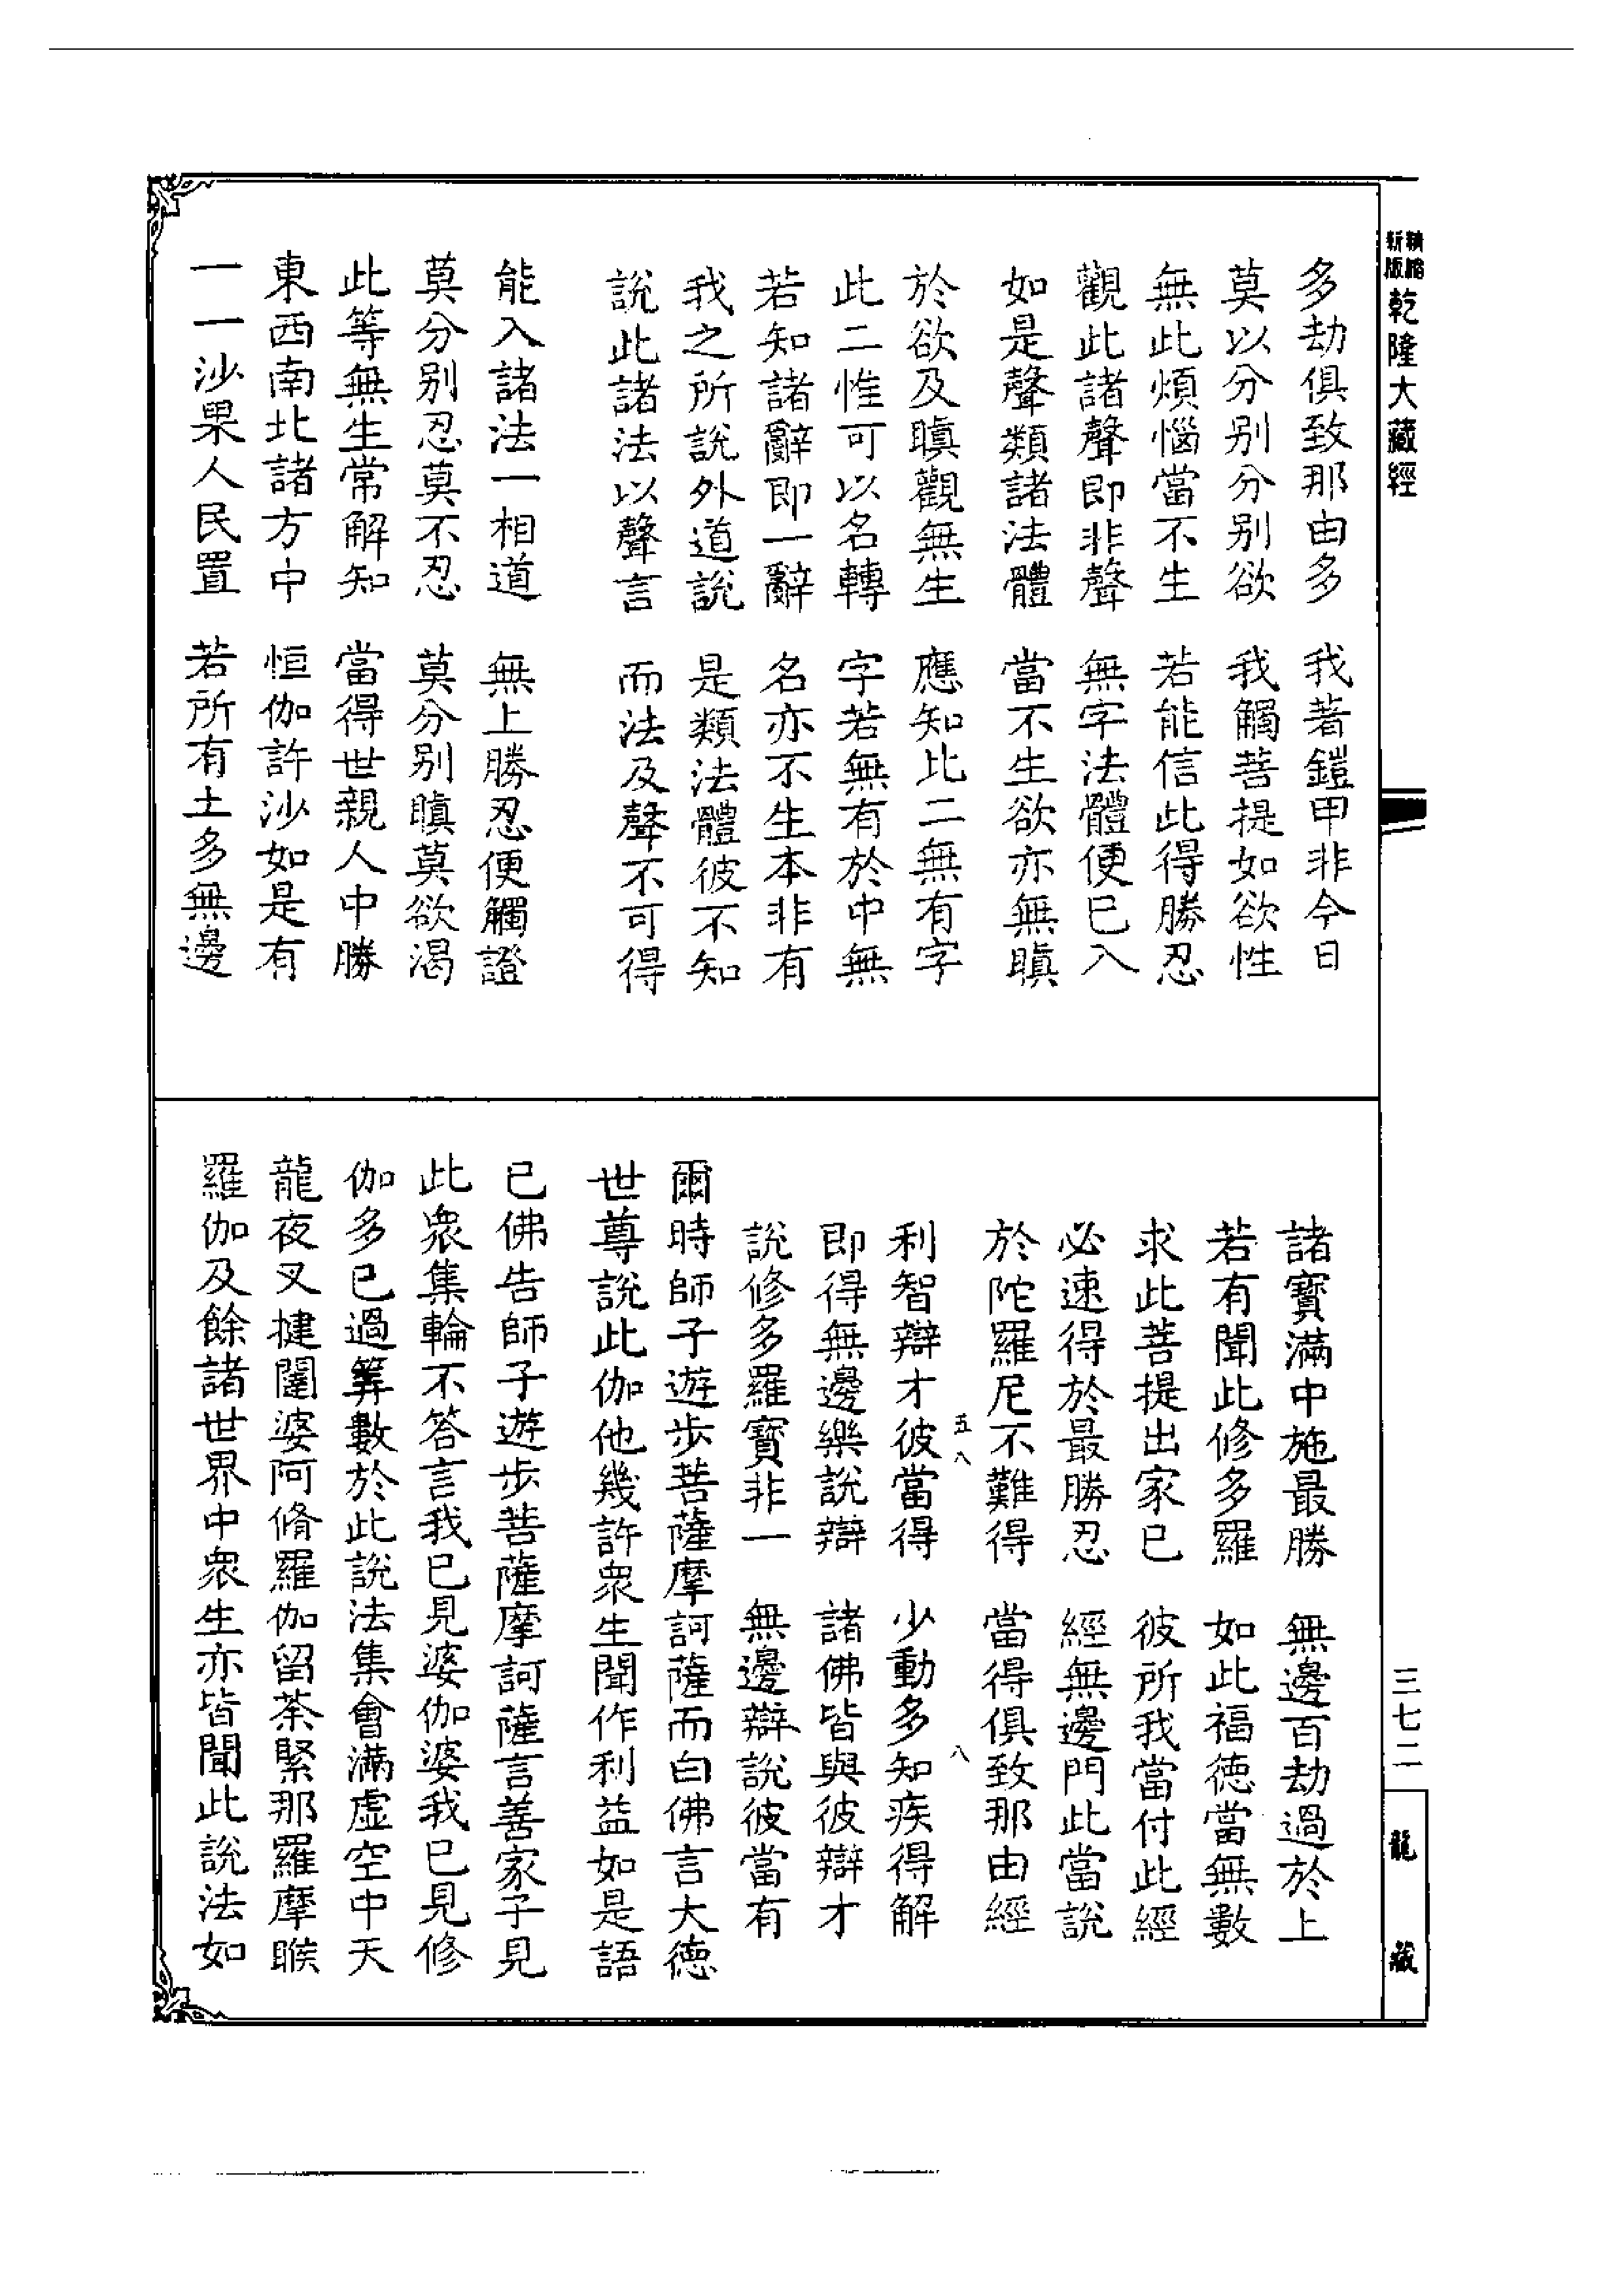 精縮
新版
乾隆大藏經
多劫俱致那由多　我著鎧甲非今日
莫以分别分别欲　我觸菩提如欲性
無此煩惱當不生　若能信此得勝忍
觀此諸聲即非聲　無字法體便已入
如是聲類諸法體　當不生欲亦無瞋
於欲及瞋觀無生　應知比二無有字
此二惟可以名轉　字若無有於中無
若知諸辭即一辭　名亦不生本非有
我之所說外道說　是類法體彼不知
說此諸法以聲言　而法及聲不可得
能入諸法一相道　無上勝忍便觸證
莫分别忍莫不忍　莫分别瞋莫欲渴
此等無生常解知　當得世親人中勝
東西南北諸方中　恒伽許沙如是有
一一沙果人民置　若所有土多無邊
諸寶滿中施最勝　無邊百劫過於上
若有聞此修多羅　如此福德當無數
求此菩提出家已　彼所我當付此經
必速得於最勝忍　經無邊門此當説
於陀羅尼不難得　當得俱致那由經
五八
八
利智辯才彼當得　少動多知疾得解
即得無邊樂說辯　諸佛皆與彼辯才
說修多羅寶非一　無邊辯説彼當有
爾時師子遊步菩薩摩訶薩而白佛言大德
世尊說此伽他幾許衆生聞作利益如是語
已佛告師子遊步菩薩摩訶薩言善家子見
此衆集輪不答言我已見婆伽婆我已見修
伽多已過筭數於此說法集會滿虛空中天
龍夜叉揵闥婆阿脩羅伽留茶緊那羅摩睺
羅伽及餘諸世界中衆生亦皆聞此説法如
三七二
龍藏